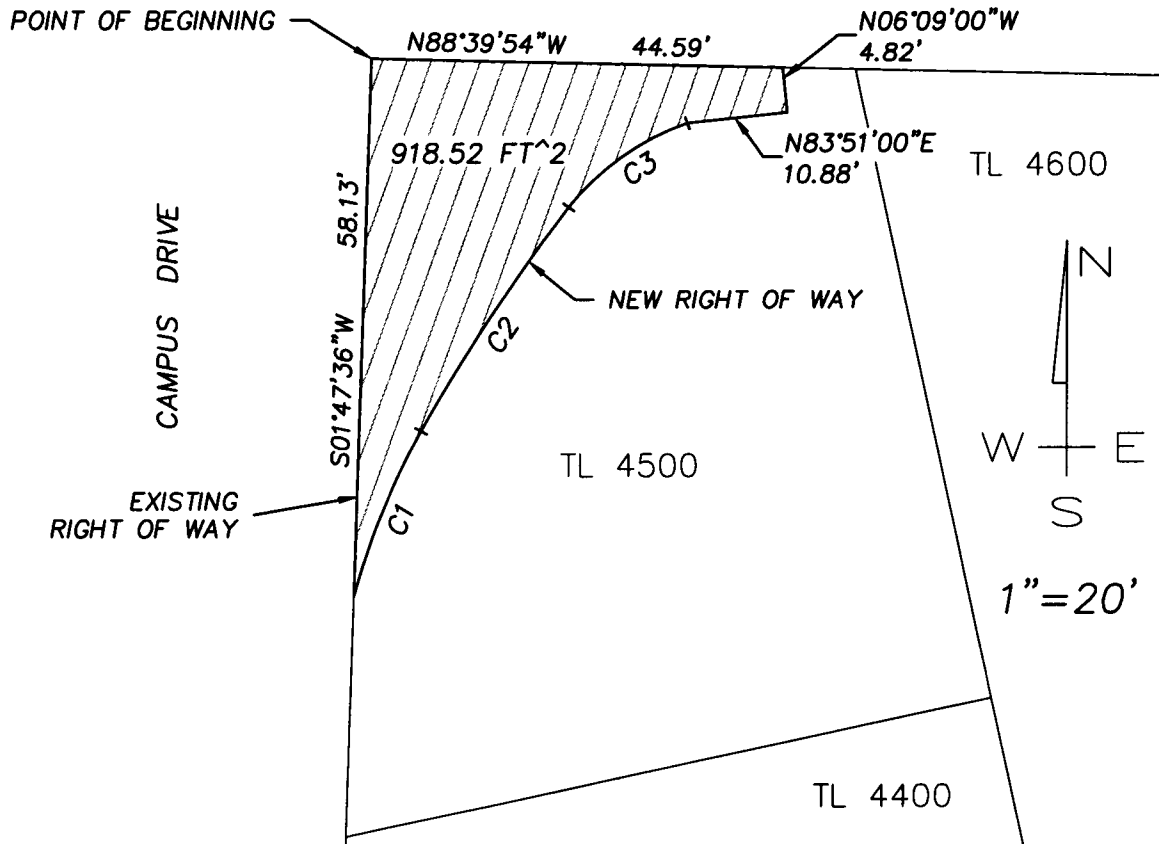 POINT OF BEGINNING
N88°39'54"W 44.59'
N06°09'00"W
4.82'
918.52 FT^2
N83°51'00"E
10.88'
TL 4600
C3
58.13'
S01°47'36"W
CAMPUS DRIVE
N
NEW RIGHT OF WAY
C2
TL 4500
W E
S
EXISTING
RIGHT OF WAY
C1
1"=20'
TL 4400